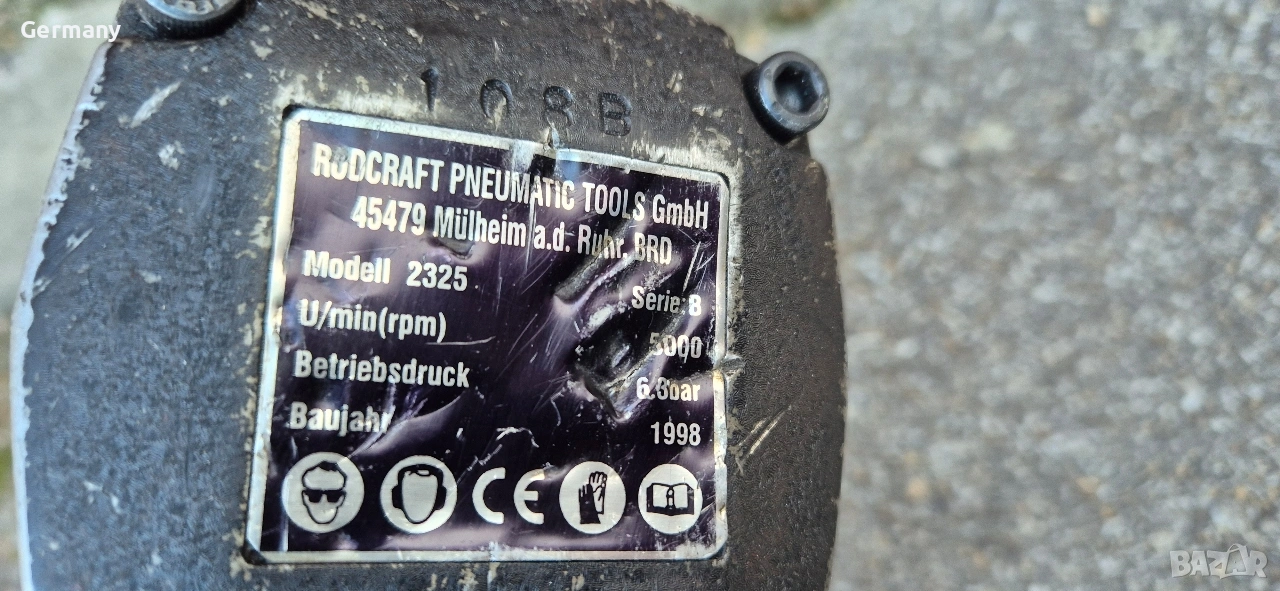 Germany
108B
RODCRAFT PNEUMATIC TOOLS GmbH
45479 Mülheim a.d. Ruhr. BRD
Modell 2325 Serie: 8
U/min(rpm) 5000
Betriebsdruck 6.3bar
Baujahr 1998
CE
BAZAR